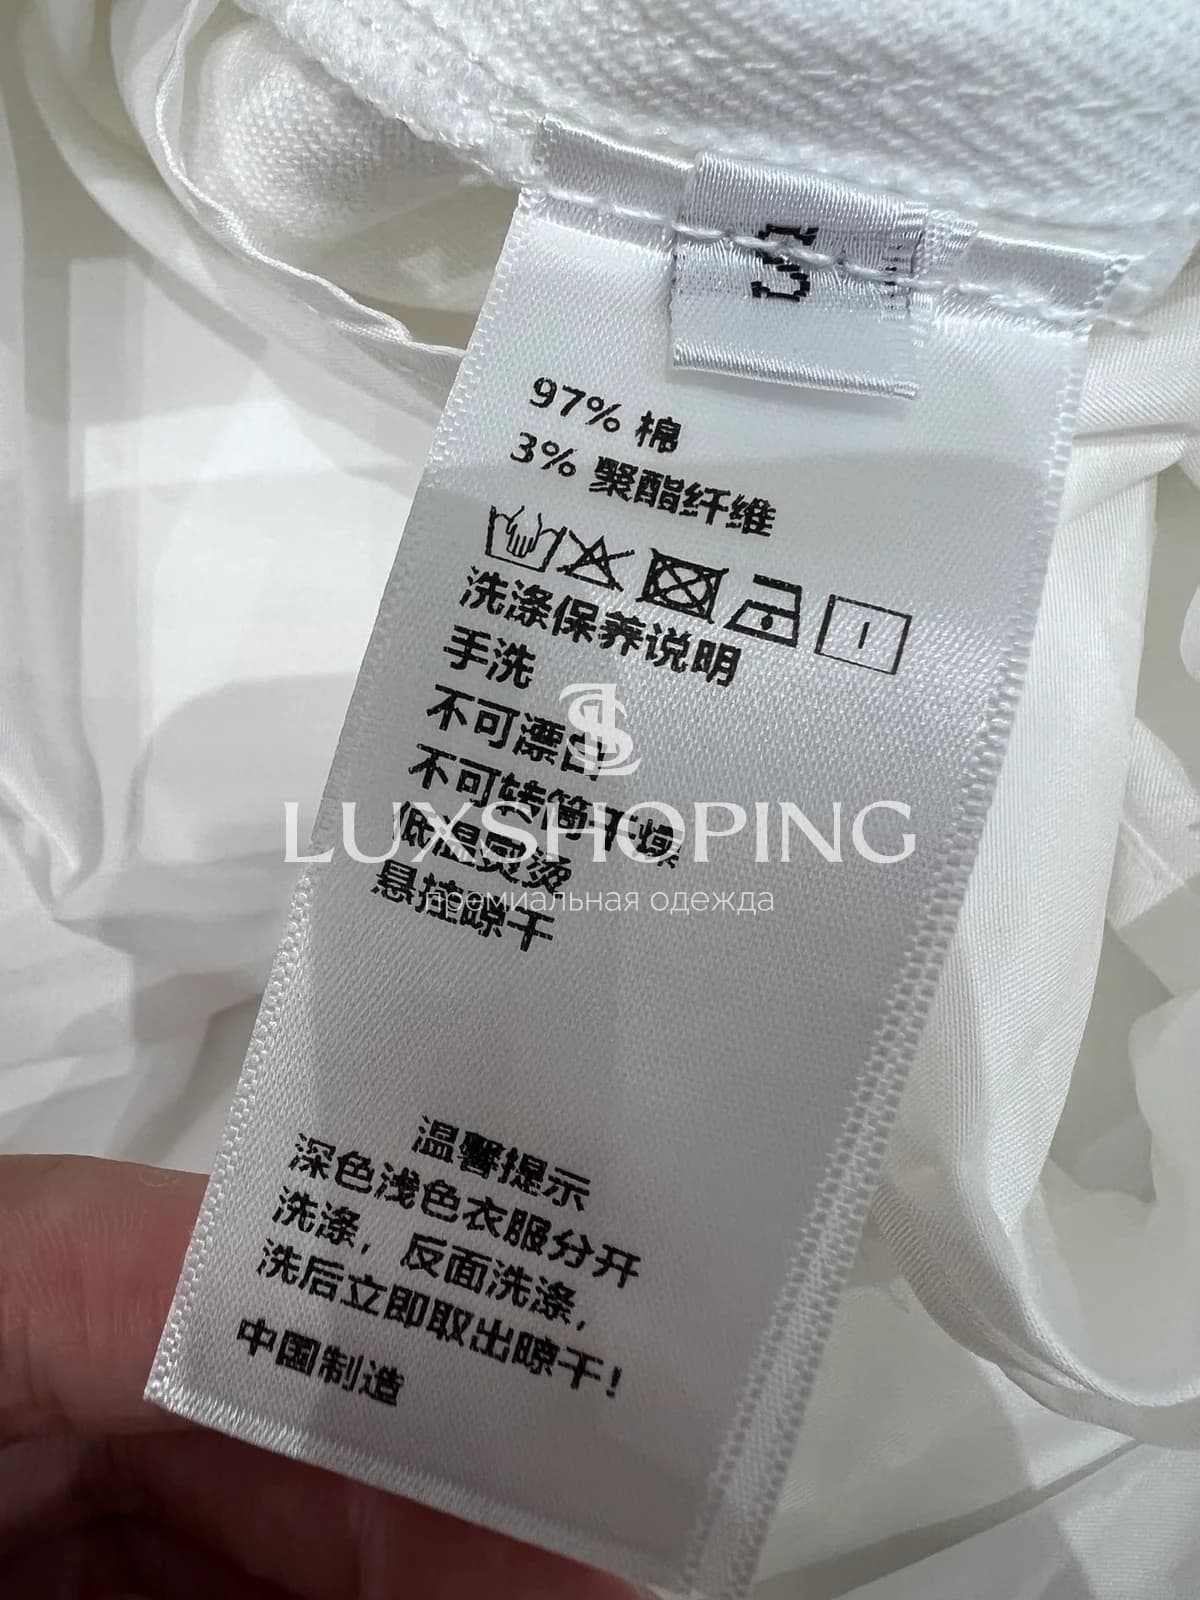 S
97% 棉
3% 聚酯纤维
洗涤保养说明
手洗
不可漂白
不可转筒干燥
低温熨烫
悬挂晾干
LUXSHOPING
премиальная одежда
温馨提示
深色浅色衣服分开
洗涤，反面洗涤，
洗后立即取出晾干！
中国制造